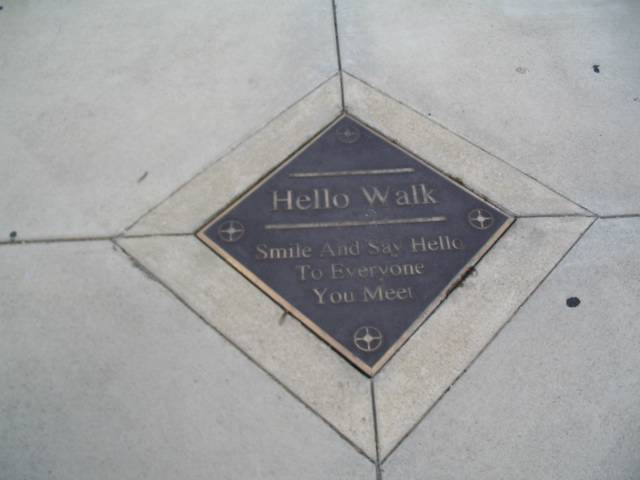 Hello Walk
Smile And Say Hello
To Everyone
You Meet